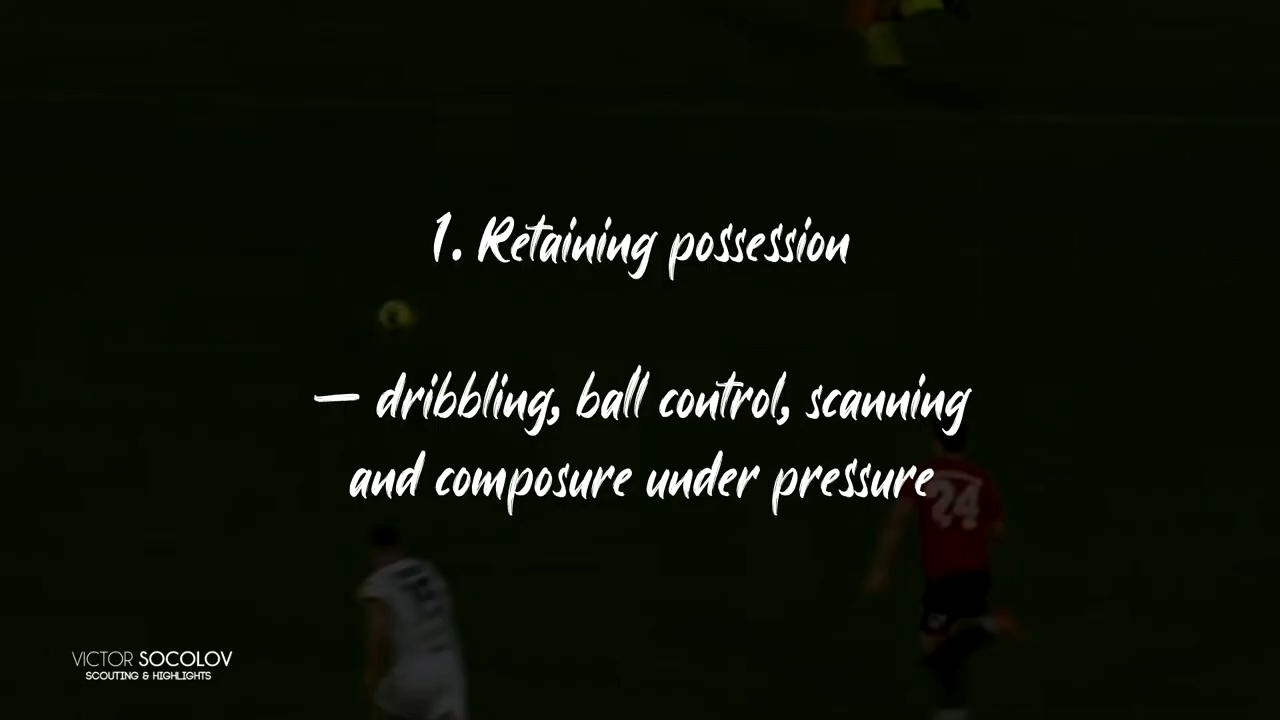 1. Retaining possession
— dribbling, ball control, scanning
and composure under pressure
24
VICTOR SOCOLOV
SCOUTING & HIGHLIGHTS